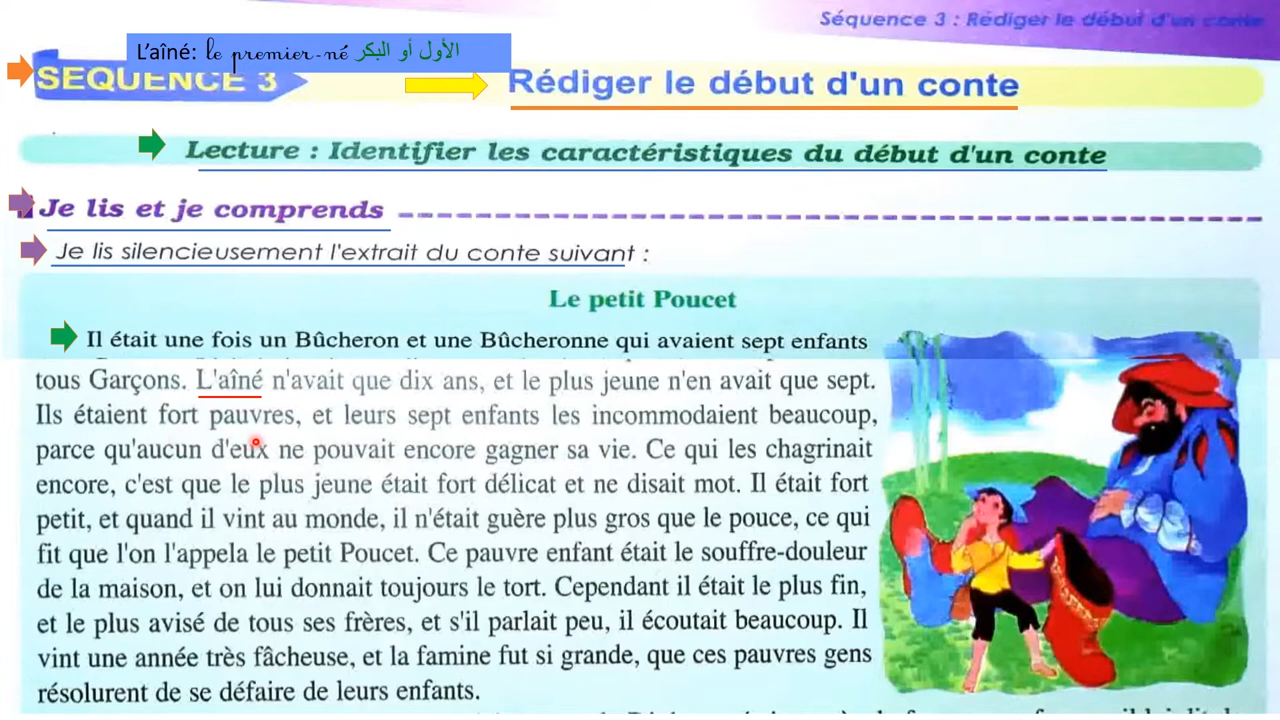 Séquence 3 : Rédiger le début d'un conte
L'aîné: le premier-né الأول أو البكر
SEQUENCE 3
Rédiger le début d'un conte
Lecture : Identifier les caractéristiques du début d'un conte
Je lis et je comprends
Je lis silencieusement l'extrait du conte suivant :
Le petit Poucet
Il était une fois un Bûcheron et une Bûcheronne qui avaient sept enfants
tous Garçons. L'aîné n'avait que dix ans, et le plus jeune n'en avait que sept.
Ils étaient fort pauvres, et leurs sept enfants les incommodaient beaucoup,
parce qu'aucun d'eux ne pouvait encore gagner sa vie. Ce qui les chagrinait
encore, c'est que le plus jeune était fort délicat et ne disait mot. Il était fort
petit, et quand il vint au monde, il n'était guère plus gros que le pouce, ce qui
fit que l'on l'appela le petit Poucet. Ce pauvre enfant était le souffre-douleur
de la maison, et on lui donnait toujours le tort. Cependant il était le plus fin,
et le plus avisé de tous ses frères, et s'il parlait peu, il écoutait beaucoup. Il
vint une année très fâcheuse, et la famine fut si grande, que ces pauvres gens
résolurent de se défaire de leurs enfants.